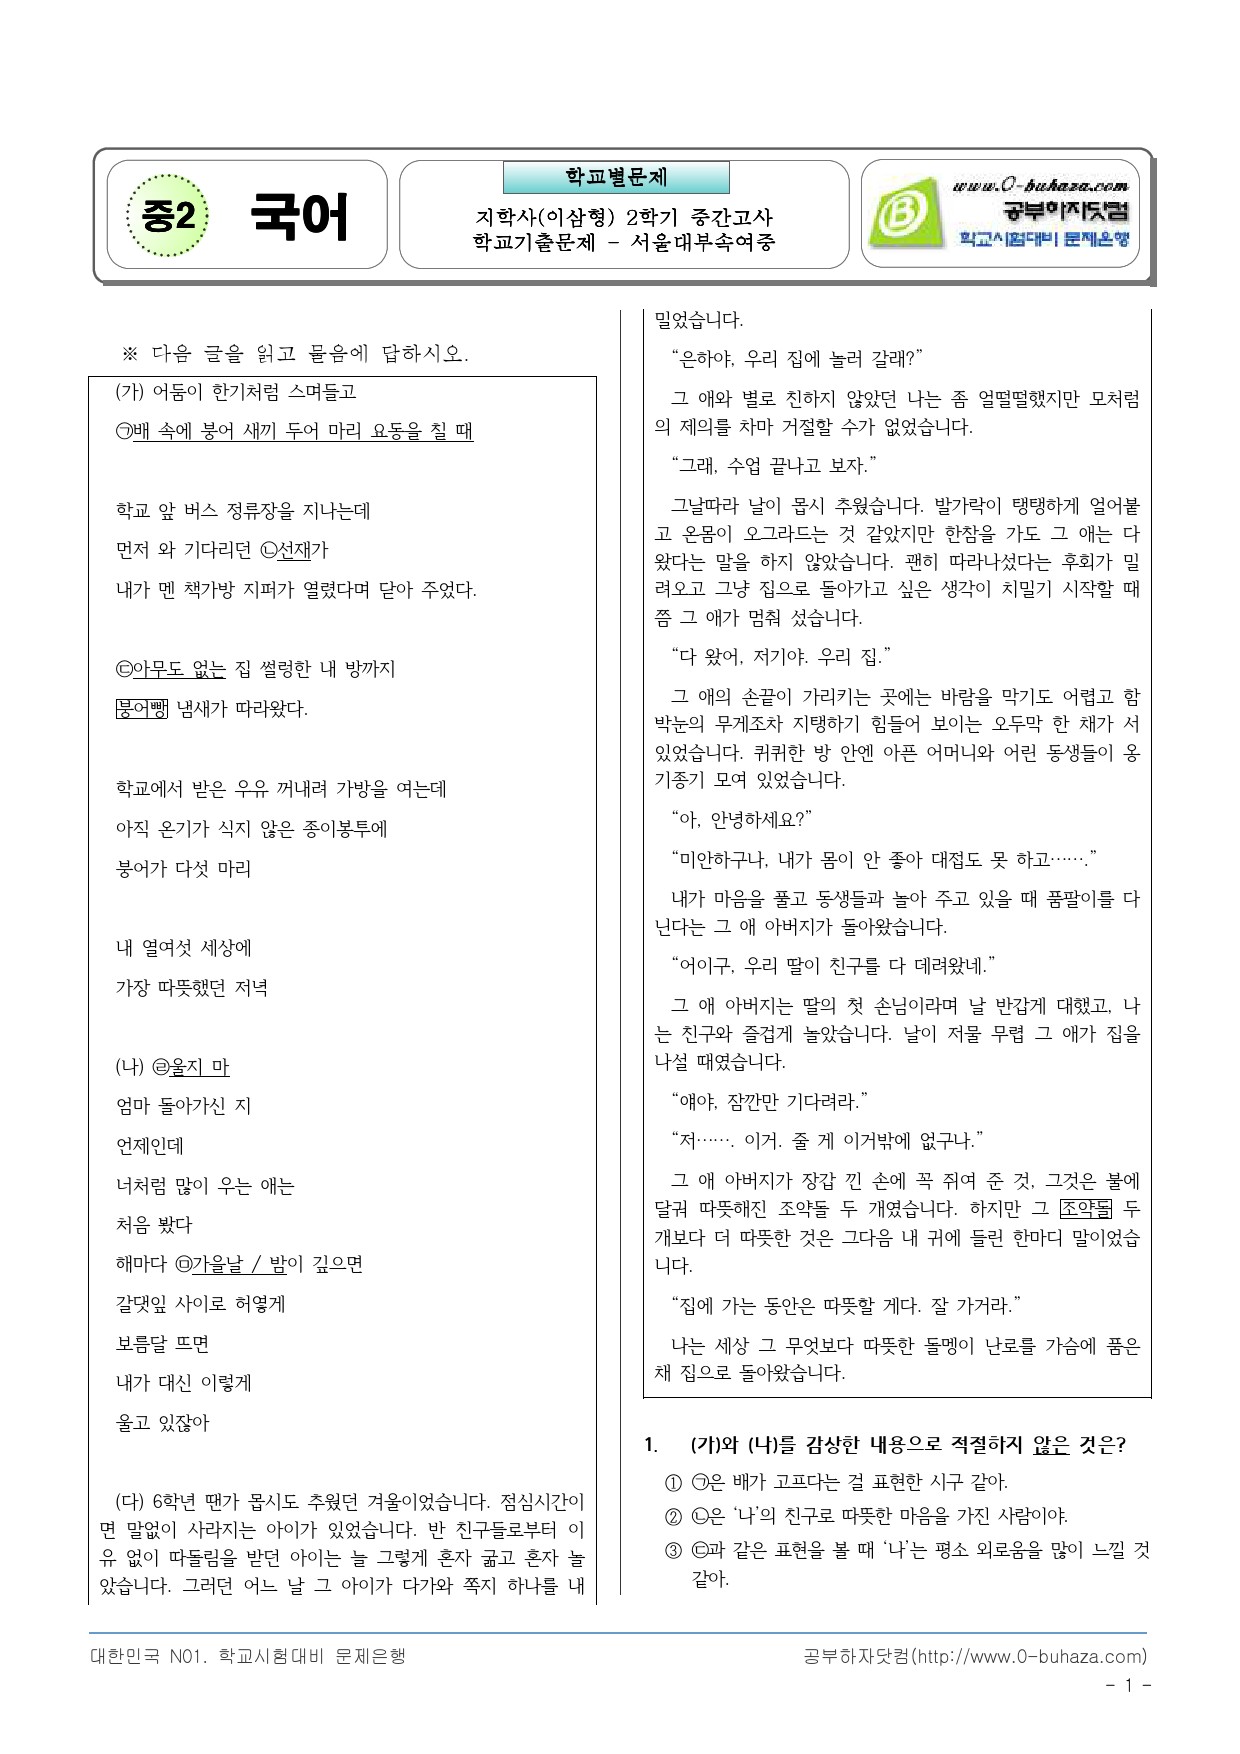 중2
국어
학교별문제
지학사(이삼형) 2학기 중간고사
학교기출문제 - 서울대부속여중
B
www.0-buhaza.com
공부하자닷컴
학교시험대비 문제은행
※ 다음 글을 읽고 물음에 답하시오.
(가) 어둠이 한기처럼 스며들고
㉠배 속에 붕어 새끼 두어 마리 요동을 칠 때
학교 앞 버스 정류장을 지나는데
먼저 와 기다리던 ㉡선재가
내가 멘 책가방 지퍼가 열렸다며 닫아 주었다.
㉢아무도 없는 집 썰렁한 내 방까지
붕어빵 냄새가 따라왔다.
학교에서 받은 우유 꺼내려 가방을 여는데
아직 온기가 식지 않은 종이봉투에
붕어가 다섯 마리
내 열여섯 세상에
가장 따뜻했던 저녁
(나) ㉣울지 마
엄마 돌아가신 지
언제인데
너처럼 많이 우는 애는
처음 봤다
해마다 ㉤가을날 / 밤이 깊으면
갈댓잎 사이로 허옇게
보름달 뜨면
내가 대신 이렇게
울고 있잖아
(다) 6학년 땐가 몹시도 추웠던 겨울이었습니다. 점심시간이
면 말없이 사라지는 아이가 있었습니다. 반 친구들로부터 이
유 없이 따돌림을 받던 아이는 늘 그렇게 혼자 굶고 혼자 놀
았습니다. 그러던 어느 날 그 아이가 다가와 쪽지 하나를 내
밀었습니다.
“은하야, 우리 집에 놀러 갈래?”
그 애와 별로 친하지 않았던 나는 좀 얼떨떨했지만 모처럼
의 제의를 차마 거절할 수가 없었습니다.
“그래, 수업 끝나고 보자.”
그날따라 날이 몹시 추웠습니다. 발가락이 탱탱하게 얼어붙
고 온몸이 오그라드는 것 같았지만 한참을 가도 그 애는 다
왔다는 말을 하지 않았습니다. 괜히 따라나섰다는 후회가 밀
려오고 그냥 집으로 돌아가고 싶은 생각이 치밀기 시작할 때
쯤 그 애가 멈춰 섰습니다.
“다 왔어, 저기야. 우리 집.”
그 애의 손끝이 가리키는 곳에는 바람을 막기도 어렵고 함
박눈의 무게조차 지탱하기 힘들어 보이는 오두막 한 채가 서
있었습니다. 퀴퀴한 방 안엔 아픈 어머니와 어린 동생들이 옹
기종기 모여 있었습니다.
“아, 안녕하세요?”
“미안하구나, 내가 몸이 안 좋아 대접도 못 하고…….”
내가 마음을 풀고 동생들과 놀아 주고 있을 때 품팔이를 다
닌다는 그 애 아버지가 돌아왔습니다.
“어이구, 우리 딸이 친구를 다 데려왔네.”
그 애 아버지는 딸의 첫 손님이라며 날 반갑게 대했고, 나
는 친구와 즐겁게 놀았습니다. 날이 저물 무렵 그 애가 집을
나설 때였습니다.
“얘야, 잠깐만 기다려라.”
“저……. 이거. 줄 게 이거밖에 없구나.”
그 애 아버지가 장갑 낀 손에 꼭 쥐여 준 것, 그것은 불에
달궈 따뜻해진 조약돌 두 개였습니다. 하지만 그 조약돌 두
개보다 더 따뜻한 것은 그다음 내 귀에 들린 한마디 말이었습
니다.
“집에 가는 동안은 따뜻할 게다. 잘 가거라.”
나는 세상 그 무엇보다 따뜻한 돌멩이 난로를 가슴에 품은
채 집으로 돌아왔습니다.
1. (가)와 (나)를 감상한 내용으로 적절하지 않은 것은?
① ㉠은 배가 고프다는 걸 표현한 시구 같아.
② ㉡은 ‘나’의 친구로 따뜻한 마음을 가진 사람이야.
③ ㉢과 같은 표현을 볼 때 ‘나’는 평소 외로움을 많이 느낄 것
같아.
대한민국 N01. 학교시험대비 문제은행
공부하자닷컴(http://www.0-buhaza.com)
- 1 -